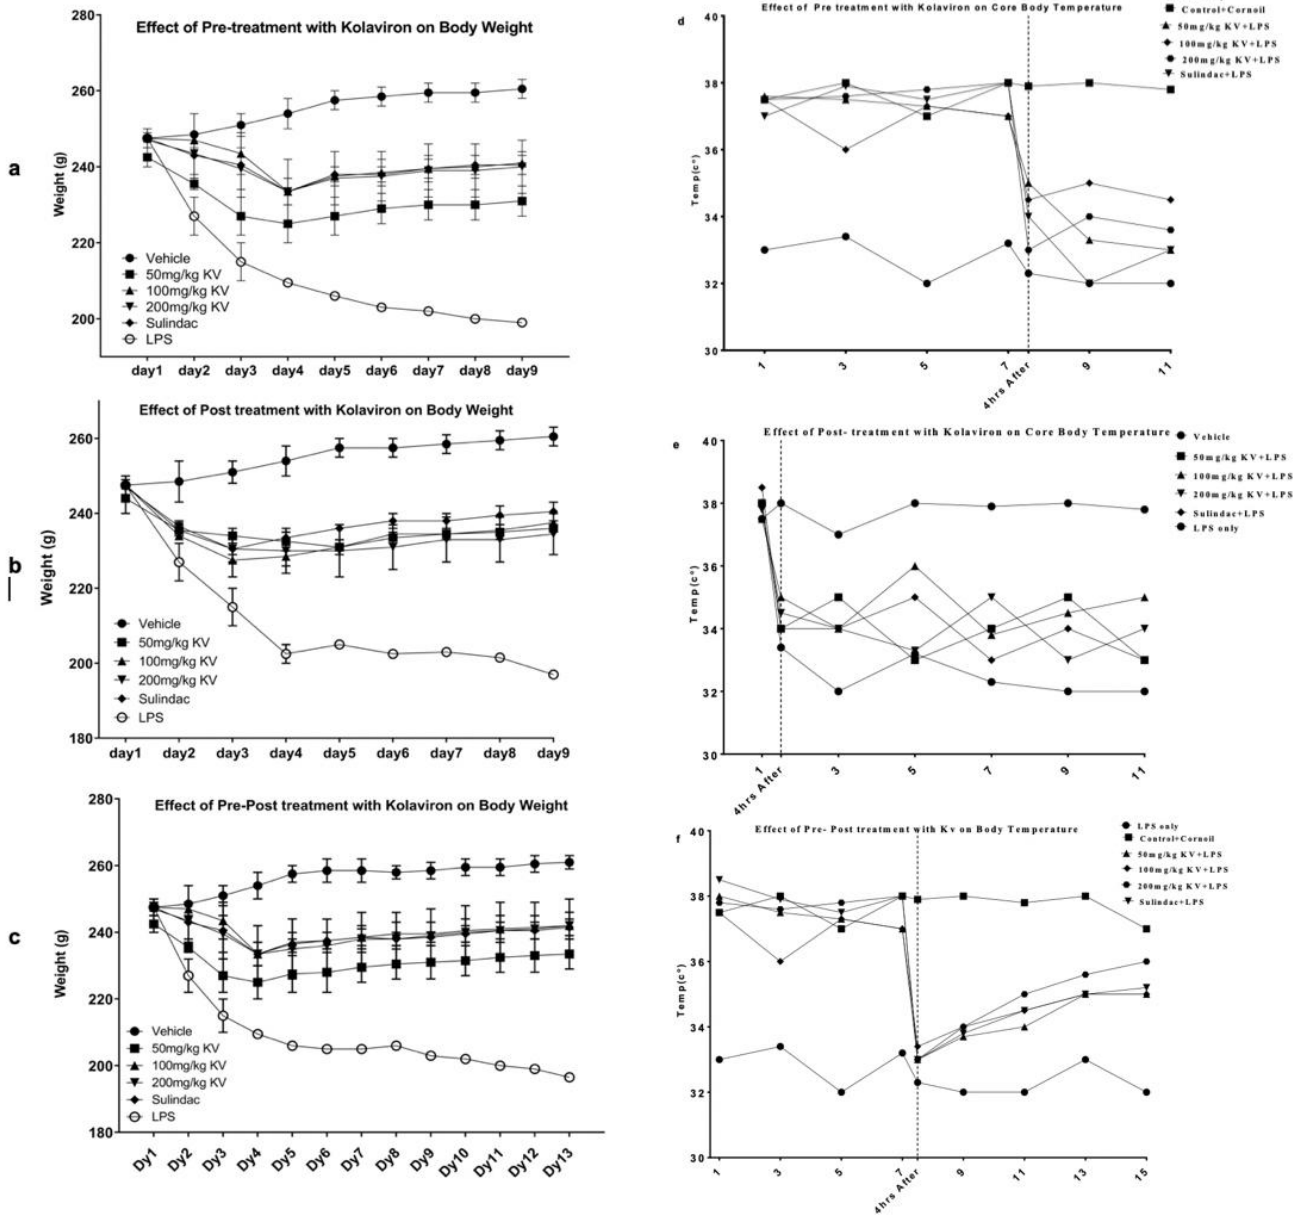 a
Effect of Pre-treatment with Kolaviron on Body Weight
Weight (g)
280
260
240
220
200
Vehicle
50mg/kg KV
100mg/kg KV
200mg/kg KV
Sulindac
LPS
day1 day2 day3 day4 day5 day6 day7 day8 day9
b
Effect of Post treatment with Kolaviron on Body Weight
Weight (g)
260
240
220
200
180
Vehicle
50mg/kg KV
100mg/kg KV
200mg/kg KV
Sulindac
LPS
day1 day2 day3 day4 day5 day6 day7 day8 day9
c
Effect of Pre-Post treatment with Kolaviron on Body Weight
Weight (g)
280
260
240
220
200
180
Vehicle
50mg/kg KV
100mg/kg KV
200mg/kg KV
Sulindac
LPS
Dy1 Dy2 Dy3 Dy4 Dy5 Dy6 Dy7 Dy8 Dy9 Dy10 Dy11 Dy12 Dy13
d
Effect of Pre treatment with Kolaviron on Core Body Temperature
Control+Cornoil
50mg/kg KV+LPS
100mg/kg KV+LPS
200mg/kg KV+LPS
Sulindac+LPS
Temp(c°)
40
38
36
34
32
30
1 3 5 7 4hrs After 9 11
e
Effect of Post- treatment with Kolaviron on Core Body Temperature
Vehicle
50mg/kg KV+LPS
100mg/kg KV+LPS
200mg/kg KV+LPS
Sulindac+LPS
LPS only
Temp(c°)
40
38
36
34
32
30
1 4hrs After 3 5 7 9 11
f
Effect of Pre- Post treatment with Kv on Body Temperature
LPS only
Control+Cornoil
50mg/kg KV+LPS
100mg/kg KV+LPS
200mg/kg KV+LPS
Sulindac+LPS
Temp(c°)
40
38
36
34
32
30
1 3 5 7 4hrs After 9 11 13 15